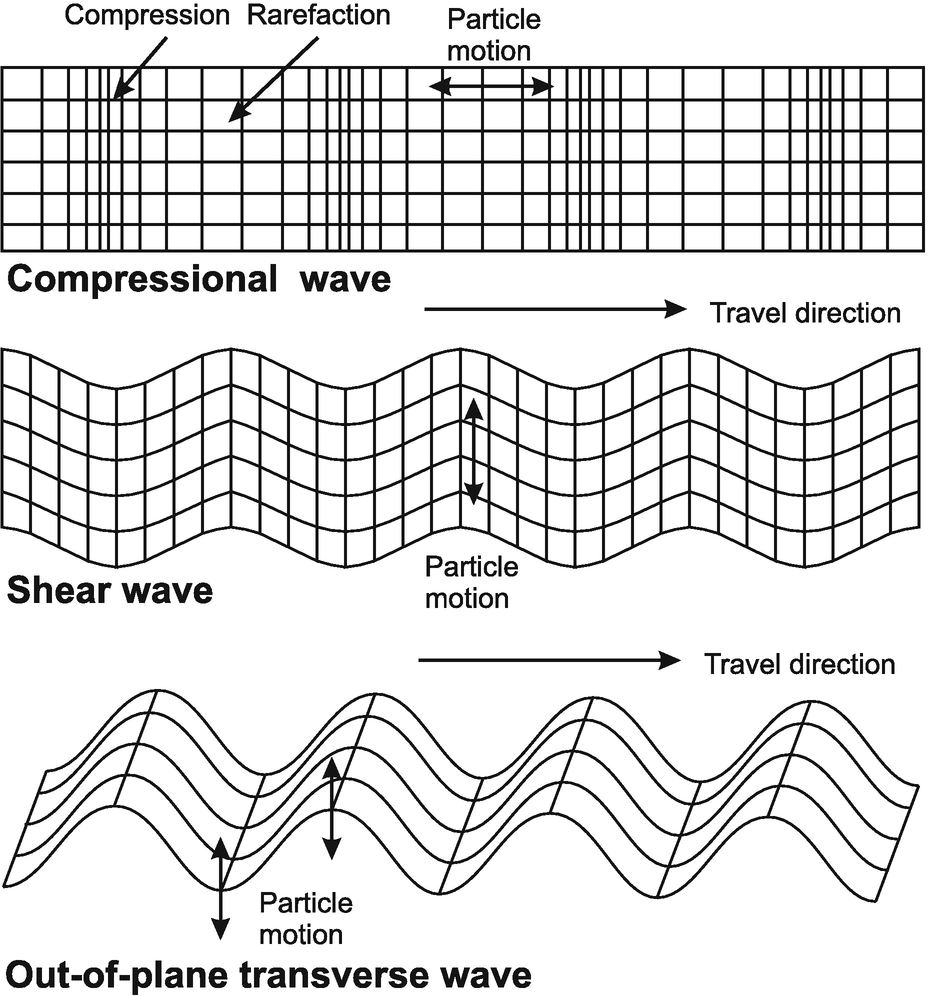 Compression Rarefaction
Particle
motion
Compressional wave
Travel direction
Particle
motion
Shear wave
Travel direction
Particle
motion
Out-of-plane transverse wave